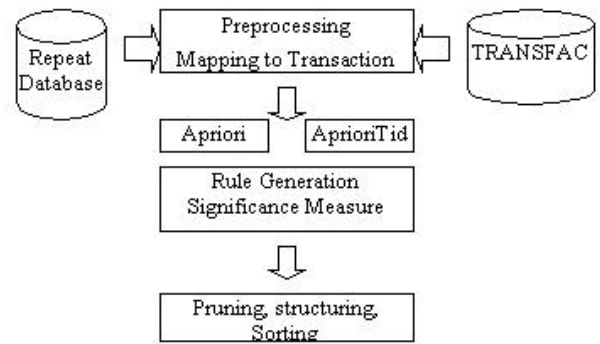 Repeat
Database
Preprocessing
Mapping to Transaction
TRANSFAC
Apriori
AprioriTid
Rule Generation
Significance Measure
Pruning, structuring,
Sorting